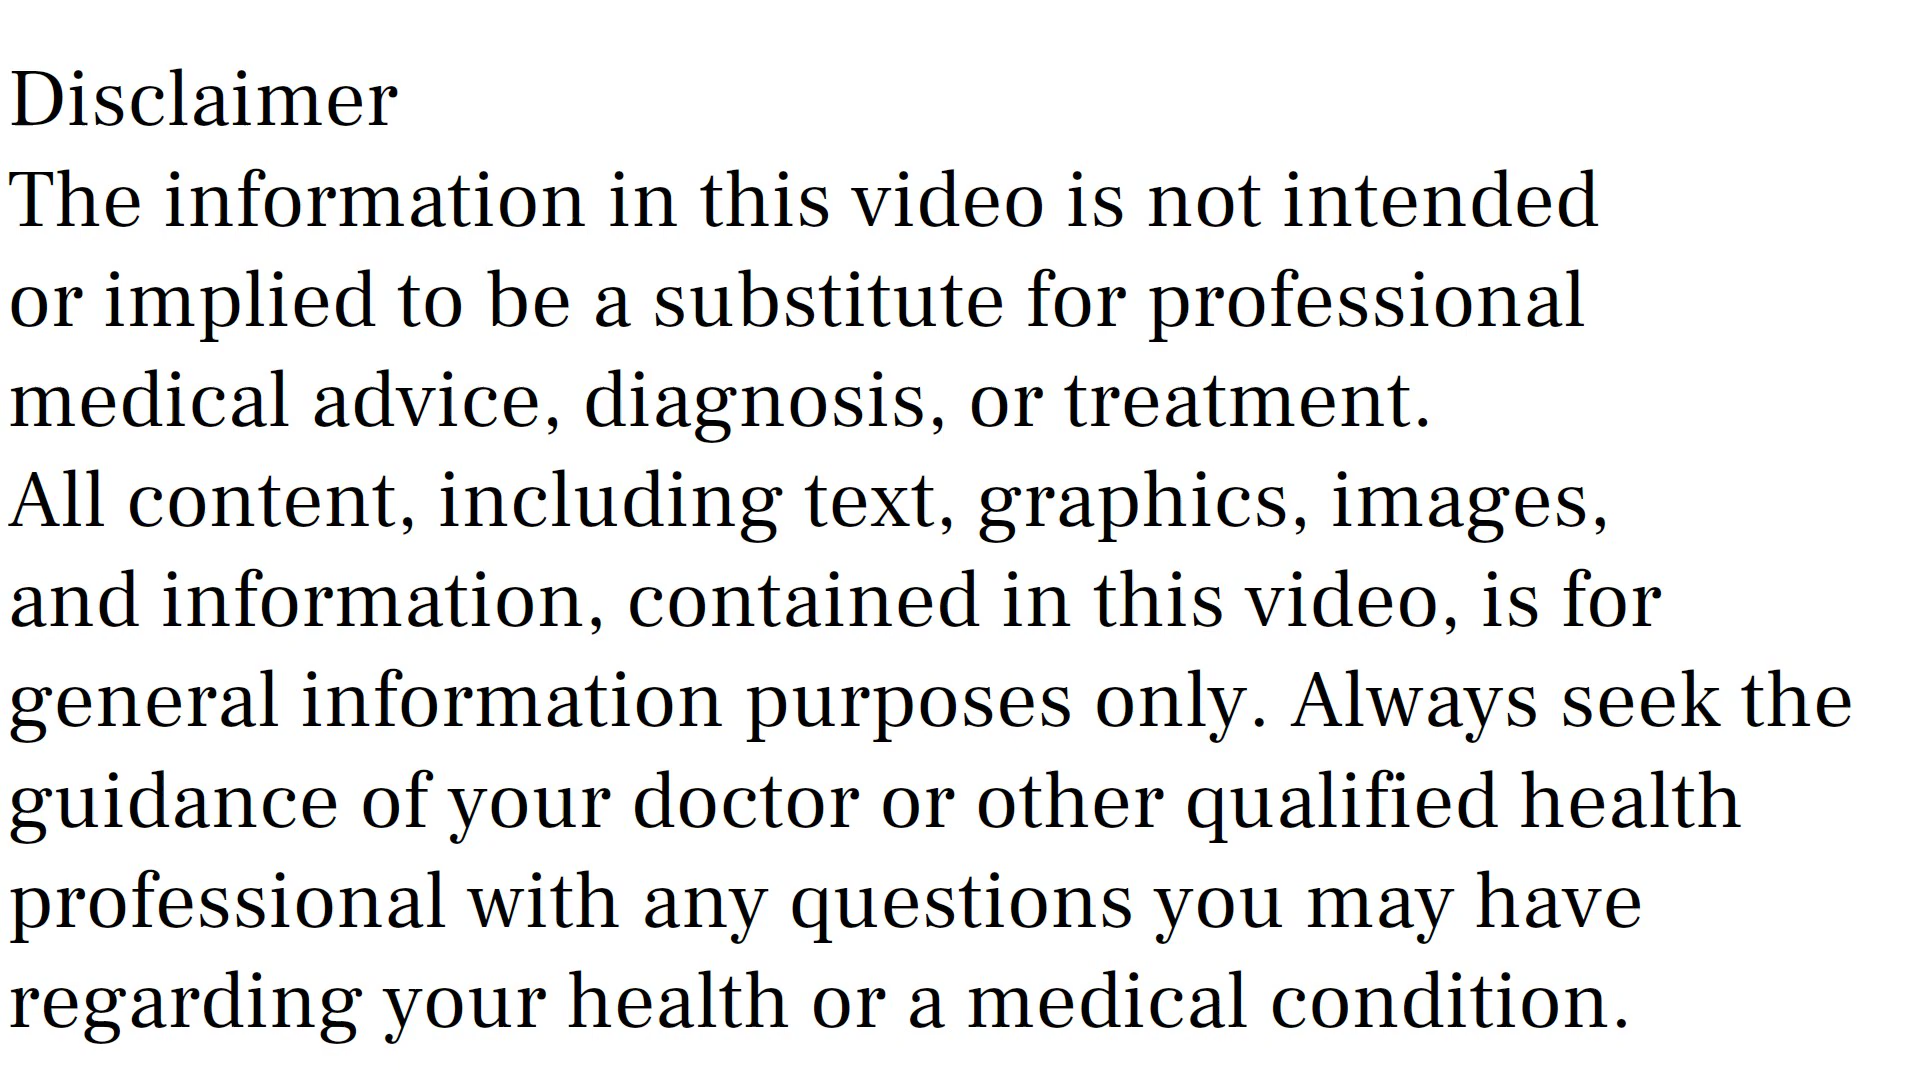 Disclaimer
The information in this video is not intended
or implied to be a substitute for professional
medical advice, diagnosis, or treatment.
All content, including text, graphics, images,
and information, contained in this video, is for
general information purposes only. Always seek the
guidance of your doctor or other qualified health
professional with any questions you may have
regarding your health or a medical condition.